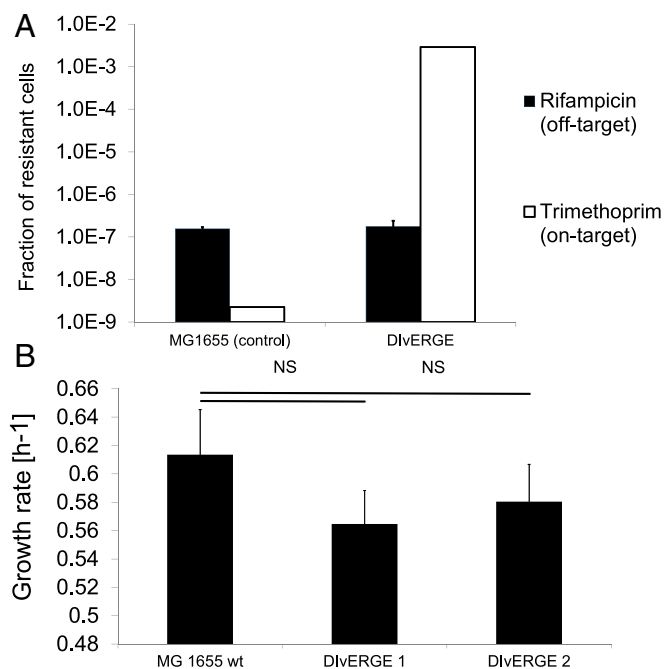 A
Fraction of resistant cells
1.0E-2
1.0E-3
1.0E-4
1.0E-5
1.0E-6
1.0E-7
1.0E-8
1.0E-9
MG1655 (control)
DIvERGE
Rifampicin
(off-target)
Trimethoprim
(on-target)
B
NS
NS
Growth rate [h-1]
0.66
0.64
0.62
0.6
0.58
0.56
0.54
0.52
0.5
0.48
MG 1655 wt
DIvERGE 1
DIvERGE 2